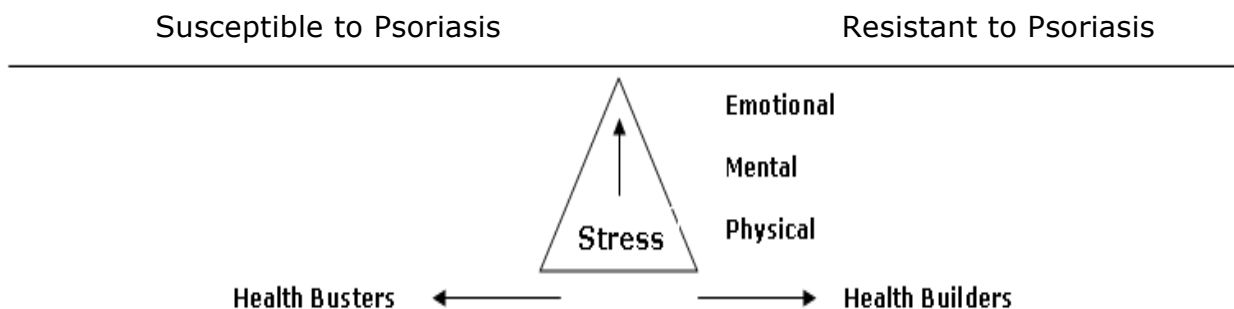 Susceptible to Psoriasis Resistant to Psoriasis
Emotional
Mental
Physical
Stress
Health Busters Health Builders